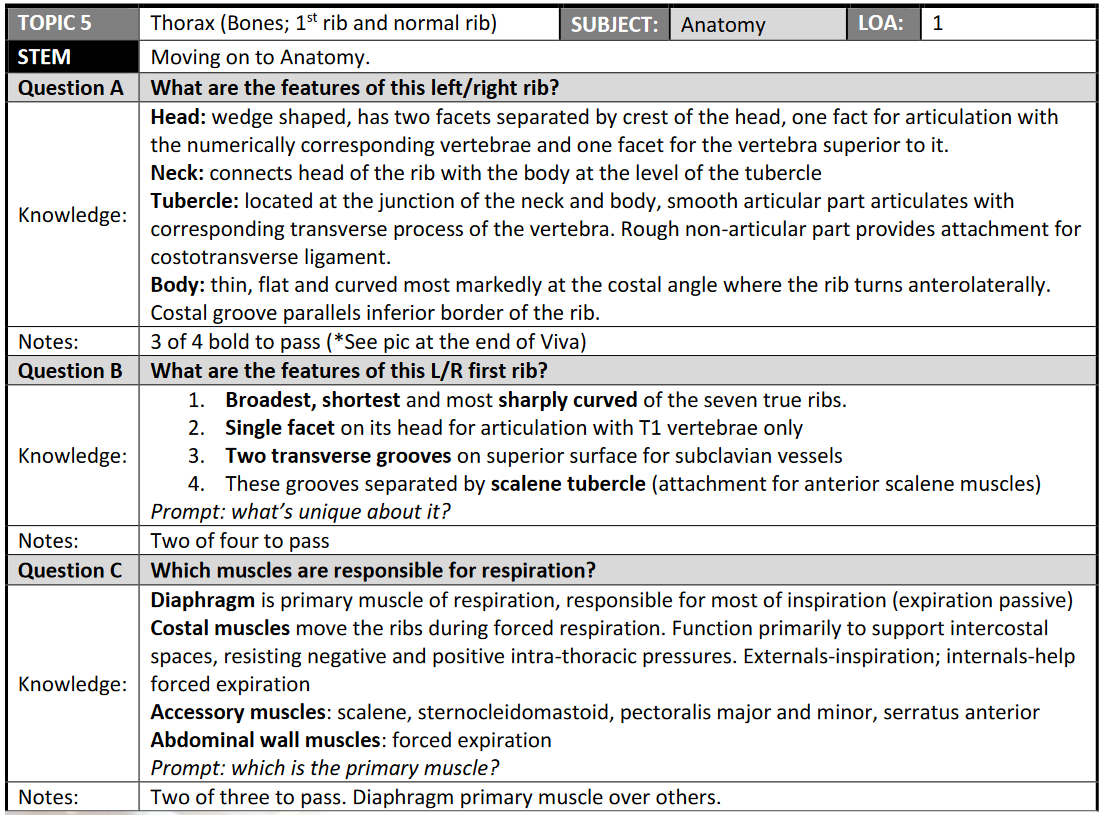 TOPIC 5 Thorax (Bones; 1st rib and normal rib) SUBJECT: Anatomy LOA: 1
STEM Moving on to Anatomy.
Question A What are the features of this left/right rib?
Knowledge:
Head: wedge shaped, has two facets separated by crest of the head, one fact for articulation with
the numerically corresponding vertebrae and one facet for the vertebra superior to it.
Neck: connects head of the rib with the body at the level of the tubercle
Tubercle: located at the junction of the neck and body, smooth articular part articulates with
corresponding transverse process of the vertebra. Rough non-articular part provides attachment for
costotransverse ligament.
Body: thin, flat and curved most markedly at the costal angle where the rib turns anterolaterally.
Costal groove parallels inferior border of the rib.
Notes: 3 of 4 bold to pass (*See pic at the end of Viva)
Question B What are the features of this L/R first rib?
Knowledge:
1. Broadest, shortest and most sharply curved of the seven true ribs.
2. Single facet on its head for articulation with T1 vertebrae only
3. Two transverse grooves on superior surface for subclavian vessels
4. These grooves separated by scalene tubercle (attachment for anterior scalene muscles)
Prompt: what's unique about it?
Notes: Two of four to pass
Question C Which muscles are responsible for respiration?
Knowledge:
Diaphragm is primary muscle of respiration, responsible for most of inspiration (expiration passive)
Costal muscles move the ribs during forced respiration. Function primarily to support intercostal
spaces, resisting negative and positive intra-thoracic pressures. Externals-inspiration; internals-help
forced expiration
Accessory muscles: scalene, sternocleidomastoid, pectoralis major and minor, serratus anterior
Abdominal wall muscles: forced expiration
Prompt: which is the primary muscle?
Notes: Two of three to pass. Diaphragm primary muscle over others.